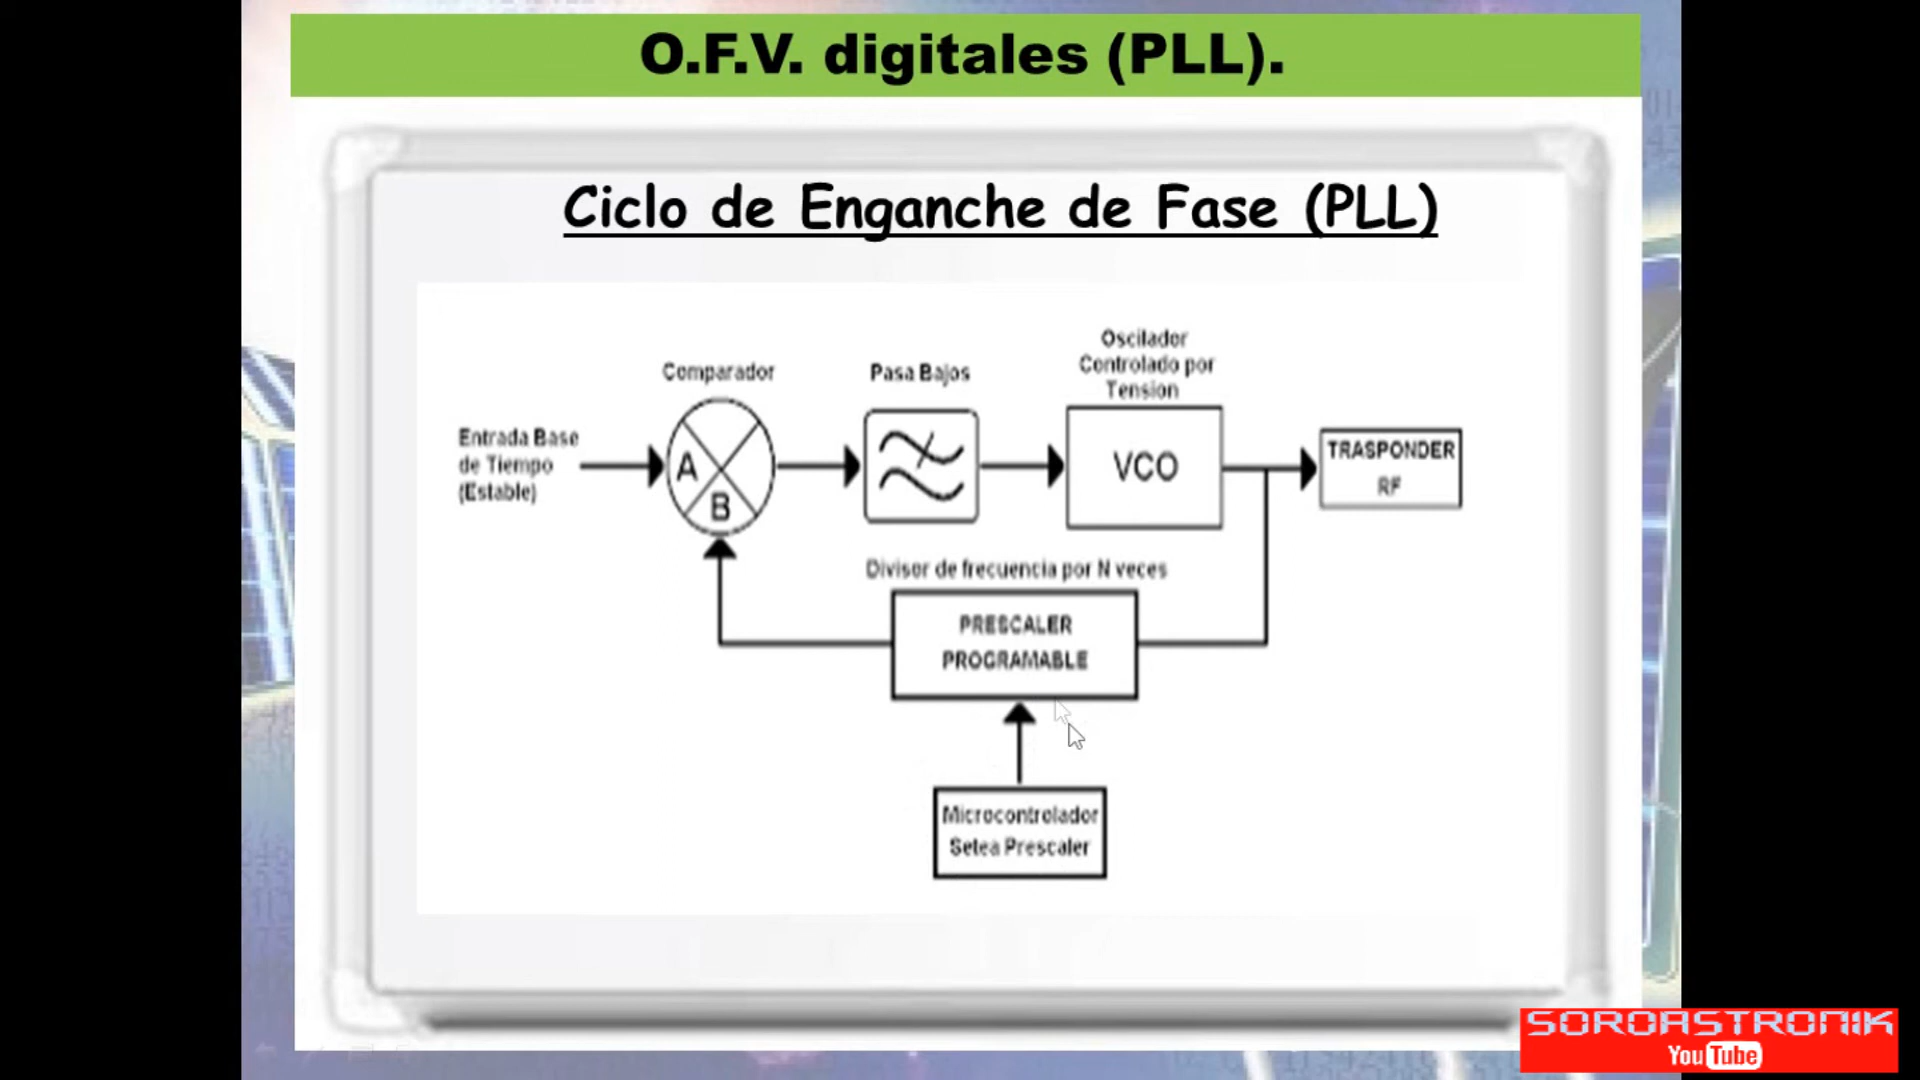 O.F.V. digitales (PLL).
Ciclo de Enganche de Fase (PLL)
Oscilador
Controlado por
Tension
Comparador
Pasa Bajos
Entrada Base
de Tiempo
(Estable)
A
B
VCO
TRASPONDER
RF
Divisor de frecuencia por N veces
PRESCALER
PROGRAMABLE
Microcontrolador
Setea Prescaler
SOROASTRONIK
YouTube